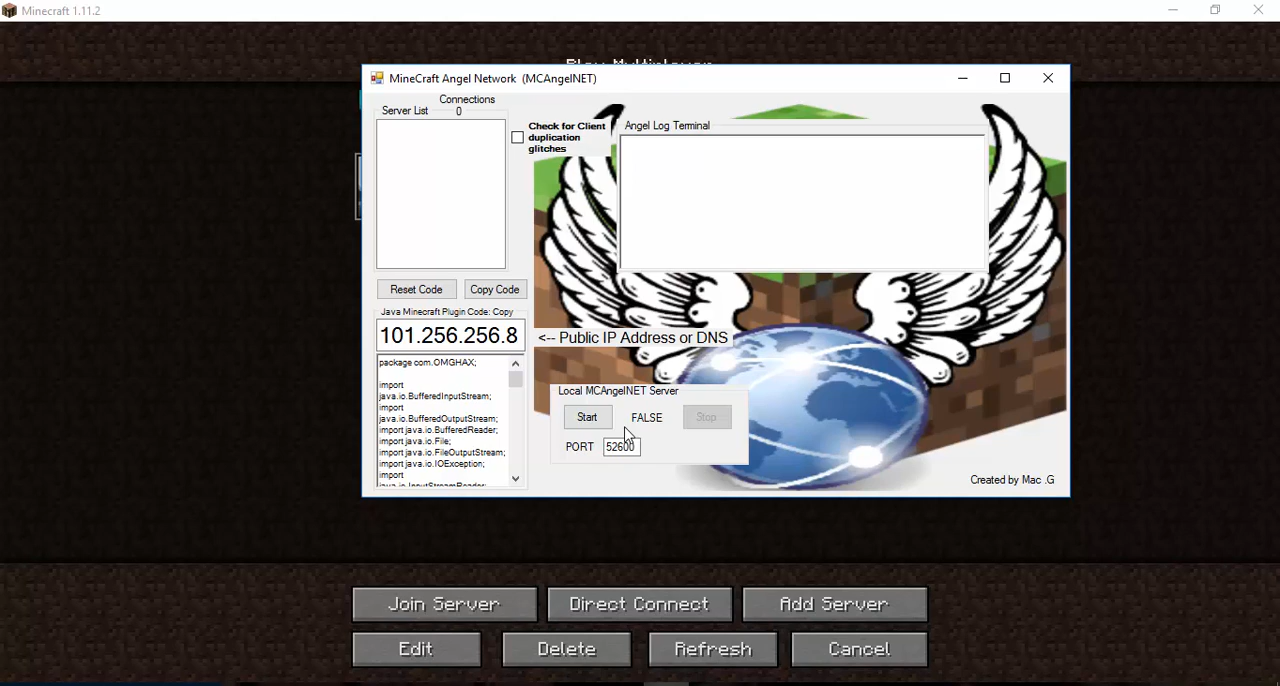 Minecraft 1.11.2
MineCraft Angel Network (MCAngelNET)
Connections
Server List 0
Check for Client
duplication
glitches
Angel Log Terminal
Reset Code
Copy Code
Java Minecraft Plugin Code: Copy
101.256.256.8
<-- Public IP Address or DNS
package com.OMGHAX;
import
java.io.BufferedInputStream;
import
java.io.BufferedOutputStream;
import java.io.BufferedReader;
import java.io.File;
import java.io.FileOutputStream;
import java.io.IOException;
import
java.io.InputStreamReader;
Local MCAngelNET Server
Start
FALSE
Stop
PORT 52600
Created by Mac .G
Join Server
Direct Connect
Add Server
Edit
Delete
Refresh
Cancel